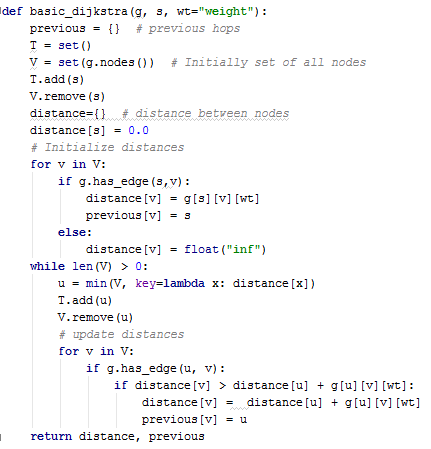 def basic_dijkstra(g, s, wt="weight"):
    previous = {}  # previous hops
    T = set()
    V = set(g.nodes())  # Initially set of all nodes
    T.add(s)
    V.remove(s)
    distance={}  # distance between nodes
    distance[s] = 0.0
    # Initialize distances
    for v in V:
        if g.has_edge(s,v):
            distance[v] = g[s][v][wt]
            previous[v] = s
        else:
            distance[v] = float("inf")
    while len(V) > 0:
        u = min(V, key=lambda x: distance[x])
        T.add(u)
        V.remove(u)
        # update distances
        for v in V:
            if g.has_edge(u, v):
                if distance[v] > distance[u] + g[u][v][wt]:
                    distance[v] =  distance[u] + g[u][v][wt]
                    previous[v] = u
    return distance, previous